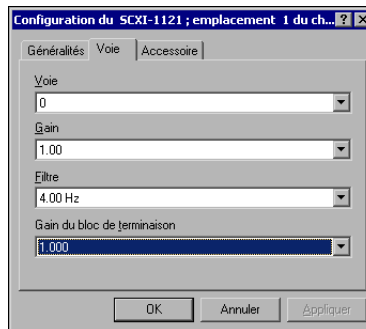 Configuration du SCXI-1121 ; emplacement 1 du ch...
Généralités Voie Accessoire
Voie
0
Gain
1.00
Filtre
4.00 Hz
Gain du bloc de terminaison
1.000
OK Annuler Appliquer